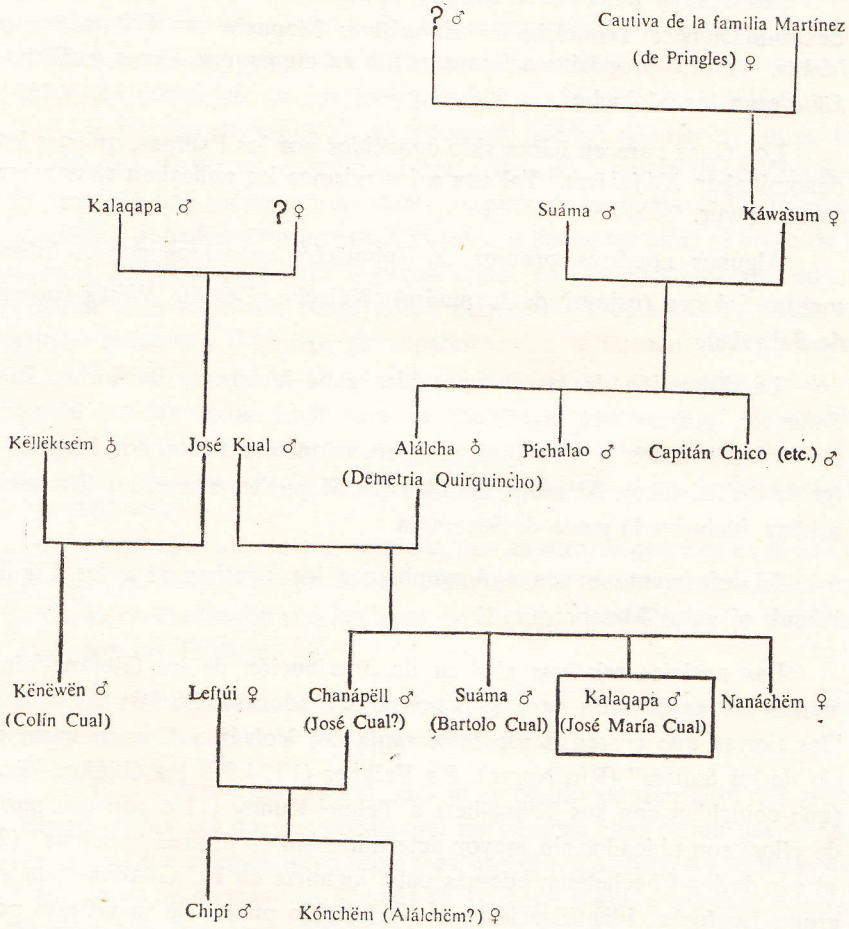 ? ♂ Cautiva de la familia Martínez
(de Pringles) ♀
Kalaqapa ♂ ? ♀ Suáma ♂ Káwasum ♀
Këllëktsëm ♁ José Kual ♂ Alálcha ♁ Pichalao ♂ Capitán Chico (etc.) ♂
(Demetria Quirquincho)
Kënëwën ♂ Leftúi ♀ Chanápëll ♂ Suáma ♂ Kalaqapa ♂ Nanáchëm ♀
(Colín Cual) (José Cual?) (Bartolo Cual) (José María Cual)
Chipí ♂ Kónchëm (Alálchëm?) ♀